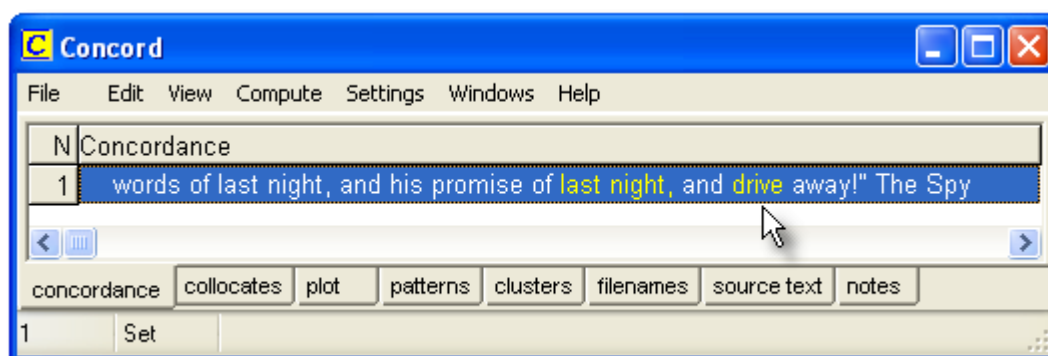 C Concord
File Edit View Compute Settings Windows Help
N Concordance
1 words of last night, and his promise of last night, and drive away!" The Spy
concordance collocates plot patterns clusters filenames source text notes
1 Set